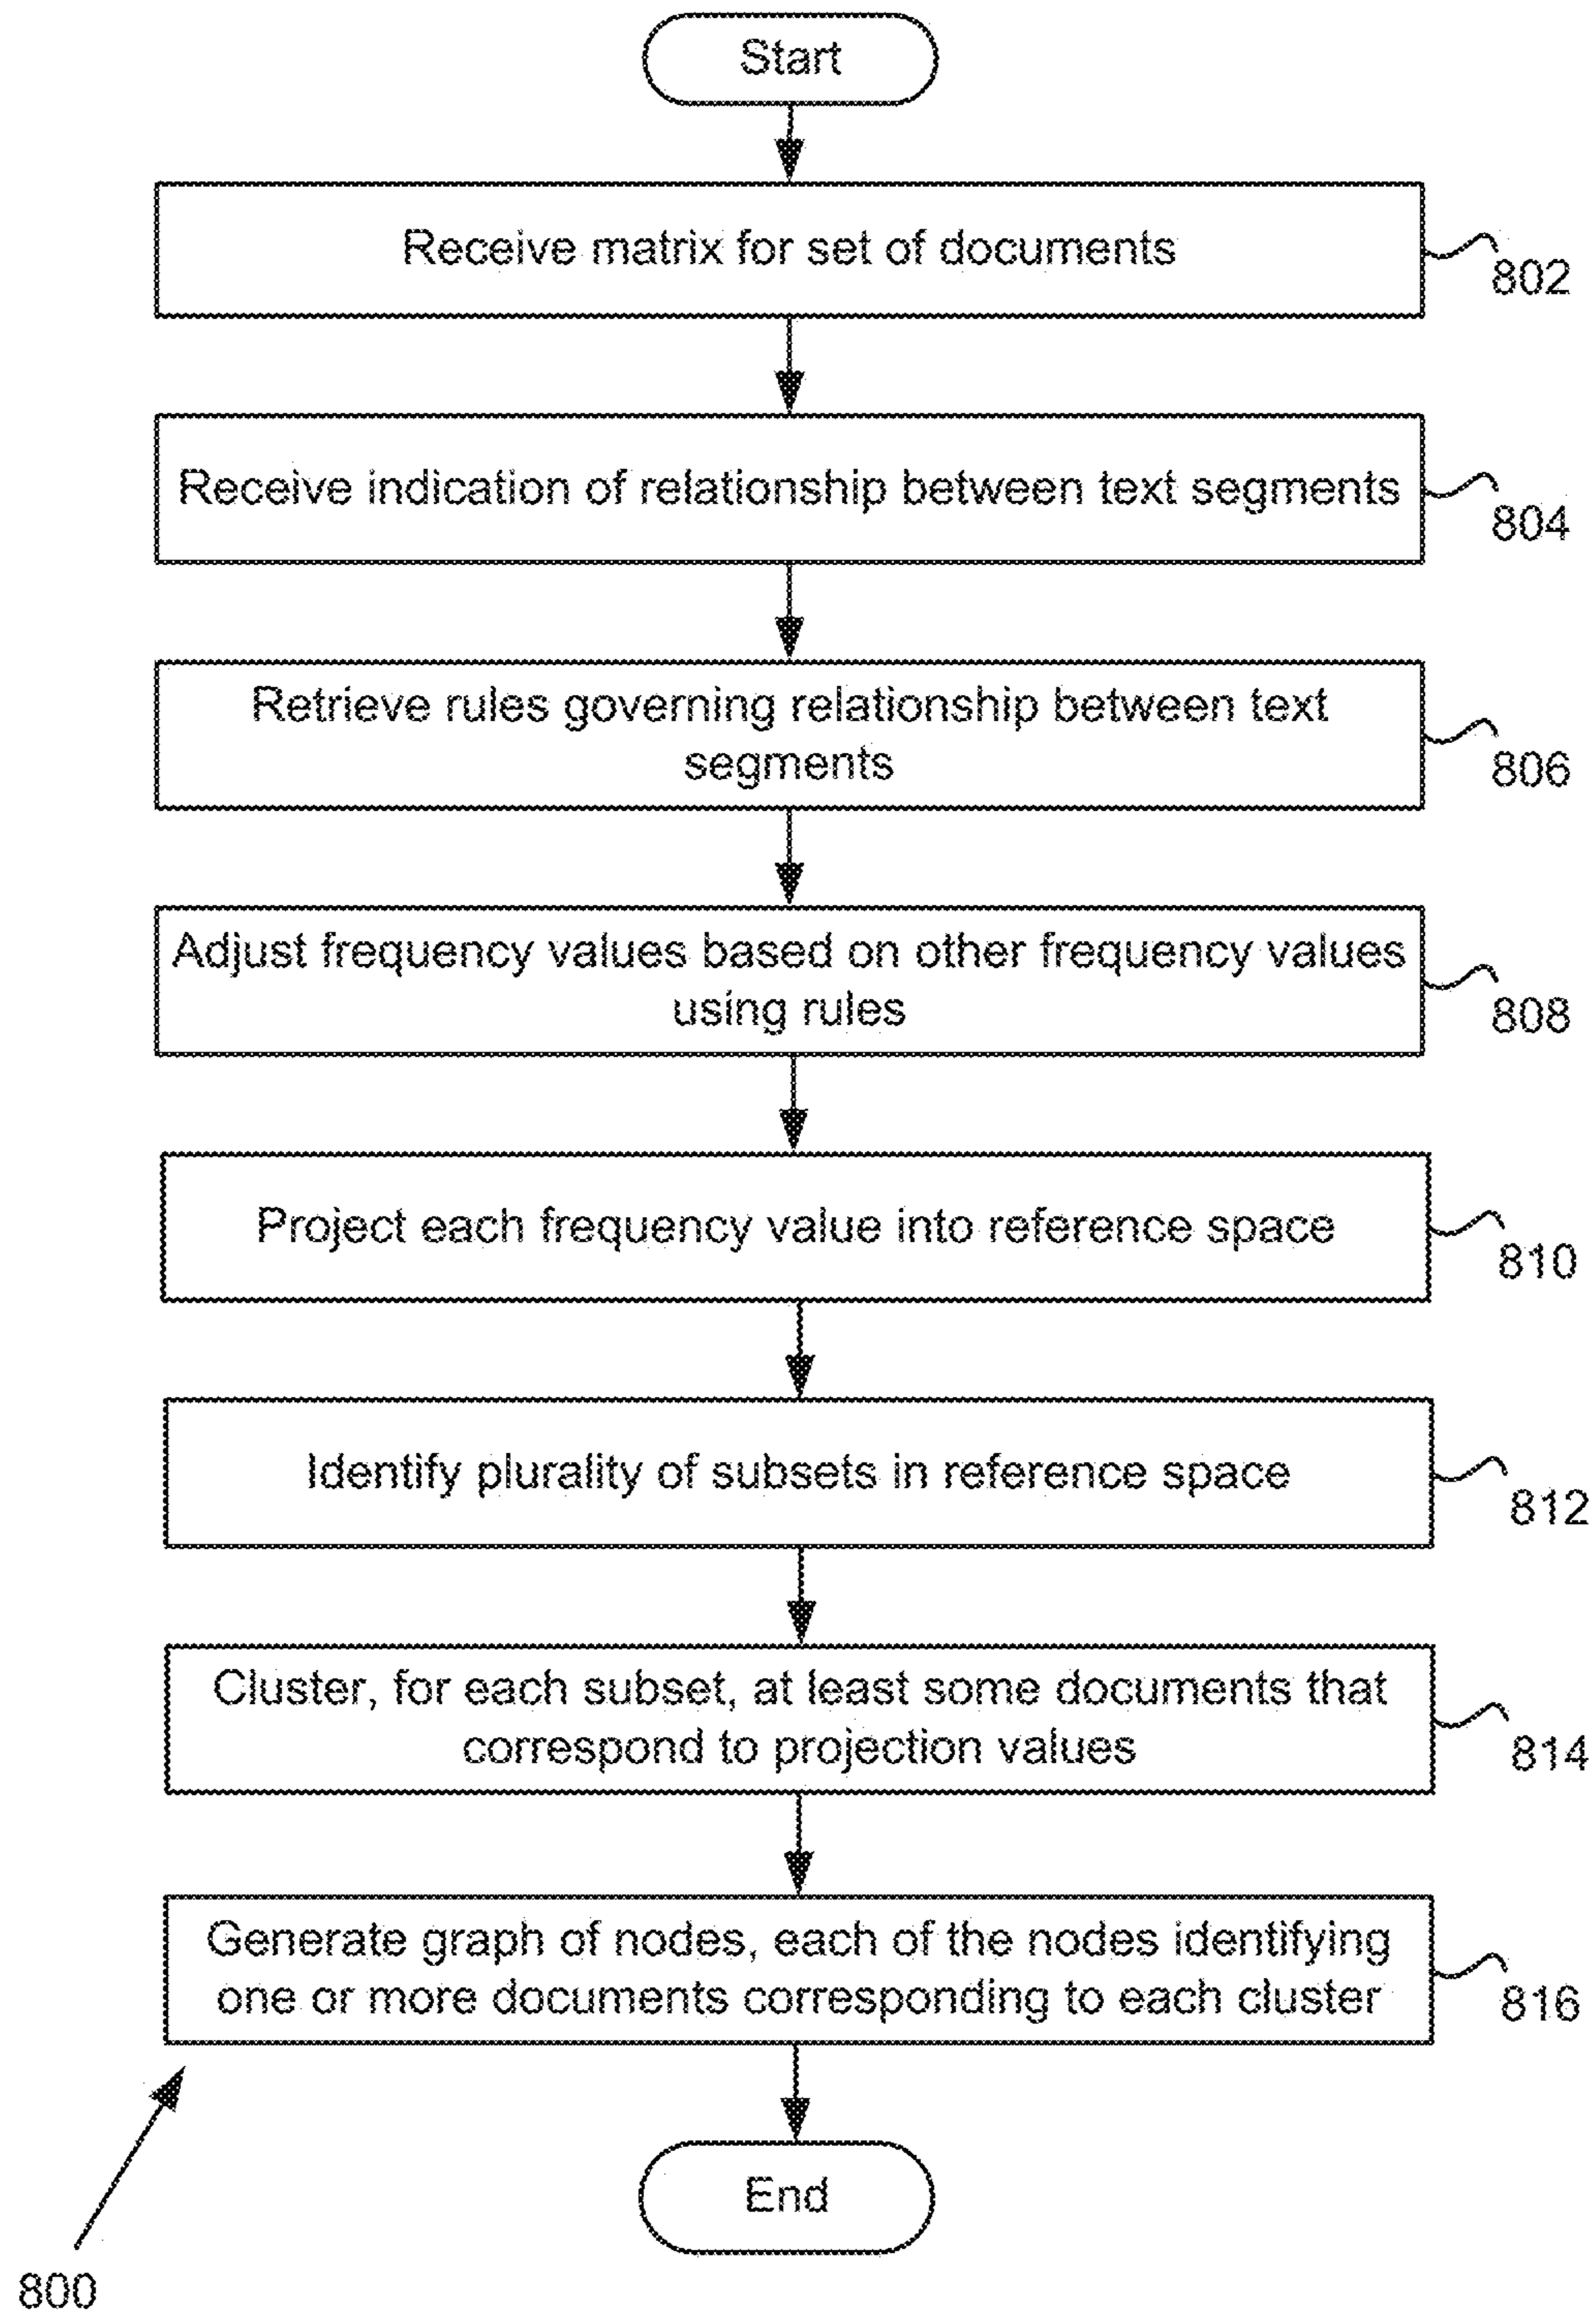 Start
Receive matrix for set of documents
802
Receive indication of relationship between text segments
804
Retrieve rules governing relationship between text
segments
806
Adjust frequency values based on other frequency values
using rules
808
Project each frequency value into reference space
810
Identify plurality of subsets in reference space
812
Cluster, for each subset, at least some documents that
correspond to projection values
814
Generate graph of nodes, each of the nodes identifying
one or more documents corresponding to each cluster
816
End
800